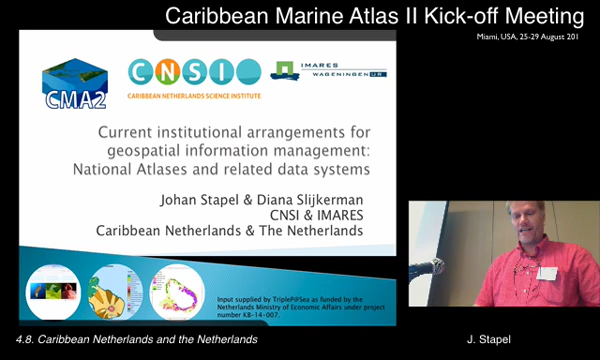 Caribbean Marine Atlas II Kick-off Meeting
Miami, USA, 25-29 August 201
CMA2
CNSI
CARIBBEAN NETHERLANDS SCIENCE INSTITUTE
IMARES
WAGENINGEN UR
Current institutional arrangements for
geospatial information management:
National Atlases and related data systems
Johan Stapel & Diana Slijkerman
CNSI & IMARES
Caribbean Netherlands & The Netherlands
Input supplied by TripleP@Sea as funded by the
Netherlands Ministry of Economic Affairs under project
number KB-14-007.
4.8. Caribbean Netherlands and the Netherlands
J. Stapel